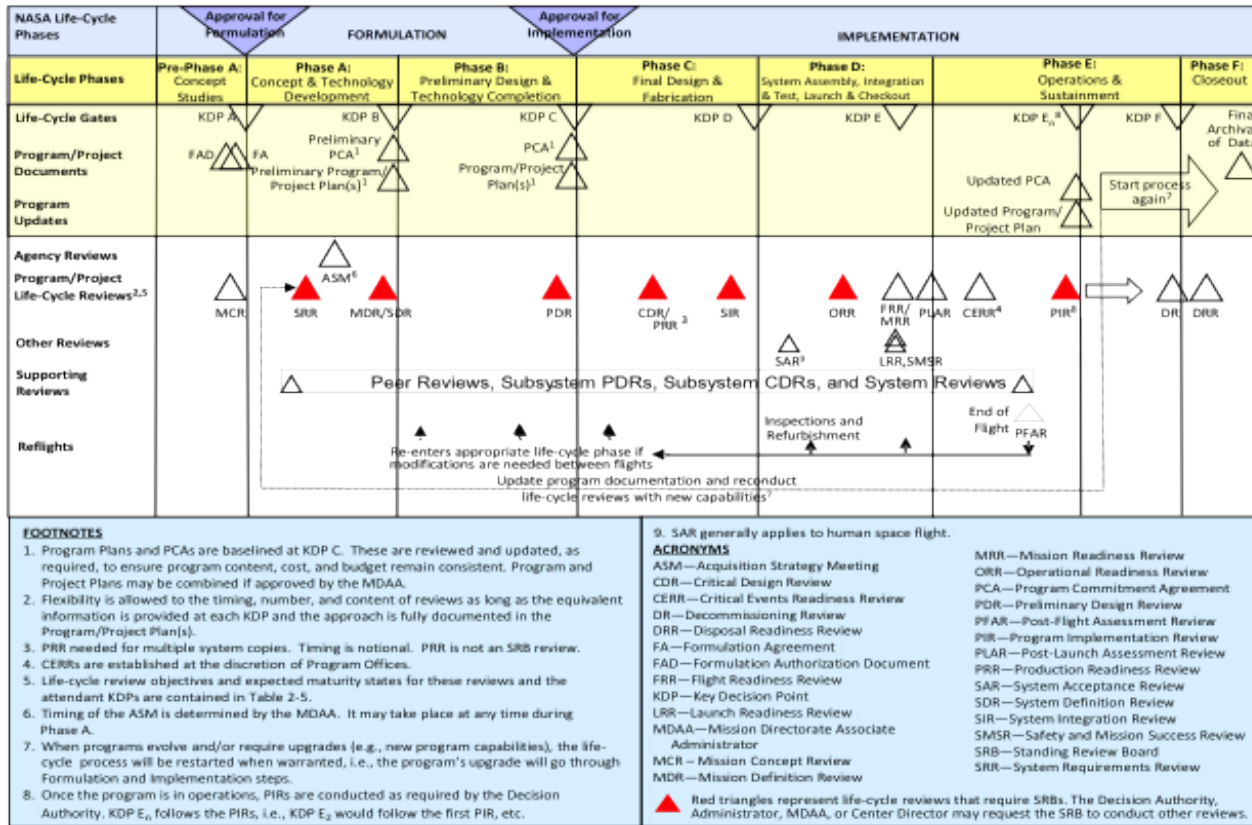 NASA Life-Cycle
Phases
Approval for
Formulation
FORMULATION
Approval for
Implementation
IMPLEMENTATION
Life-Cycle Phases
Pre-Phase A:
Concept
Studies
Phase A:
Concept & Technology
Development
Phase B:
Preliminary Design &
Technology Completion
Phase C:
Final Design &
Fabrication
Phase D:
System Assembly, Integration
& Test, Launch & Checkout
Phase E:
Operations &
Sustainment
Phase F:
Closeout
Life-Cycle Gates
KDP A
KDP B
KDP C
KDP D
KDP E
KDP Eₙ⁸
KDP F
Final
Archival
of Data
Program/Project
Documents
FAD
FA
Preliminary
PCA¹
Preliminary Program/
Project Plan(s)¹
PCA¹
Program/Project
Plan(s)¹
Program
Updates
Updated PCA
Updated Program/
Project Plan
Start process
again⁷
Agency Reviews
ASM⁶
Program/Project
Life-Cycle Reviews²,⁵
MCR
SRR
MDR/SDR
PDR
CDR/
PRR ³
SIR
ORR
FRR/
MRR
PLAR
CERR⁴
PIR⁸
DR
DRR
Other Reviews
SAR⁹
LRR,SMSR
Supporting
Reviews
Peer Reviews, Subsystem PDRs, Subsystem CDRs, and System Reviews
Reflights
Re-enters appropriate life-cycle phase if
modifications are needed between flights
Inspections and
Refurbishment
End of
Flight
PFAR
Update program documentation and reconduct
life-cycle reviews with new capabilities⁷
FOOTNOTES
1. Program Plans and PCAs are baselined at KDP C. These are reviewed and updated, as
required, to ensure program content, cost, and budget remain consistent. Program and
Project Plans may be combined if approved by the MDAA.
2. Flexibility is allowed to the timing, number, and content of reviews as long as the equivalent
information is provided at each KDP and the approach is fully documented in the
Program/Project Plan(s).
3. PRR needed for multiple system copies. Timing is notional. PRR is not an SRB review.
4. CERRs are established at the discretion of Program Offices.
5. Life-cycle review objectives and expected maturity states for these reviews and the
attendant KDPs are contained in Table 2-5.
6. Timing of the ASM is determined by the MDAA. It may take place at any time during
Phase A.
7. When programs evolve and/or require upgrades (e.g., new program capabilities), the life-
cycle process will be restarted when warranted, i.e., the program's upgrade will go through
Formulation and Implementation steps.
8. Once the program is in operations, PIRs are conducted as required by the Decision
Authority. KDP Eₙ follows the PIRs, i.e., KDP E₂ would follow the first PIR, etc.
9. SAR generally applies to human space flight.
ACRONYMS
ASM—Acquisition Strategy Meeting
CDR—Critical Design Review
CERR—Critical Events Readiness Review
DR—Decommissioning Review
DRR—Disposal Readiness Review
FA—Formulation Agreement
FAD—Formulation Authorization Document
FRR—Flight Readiness Review
KDP—Key Decision Point
LRR—Launch Readiness Review
MDAA—Mission Directorate Associate
Administrator
MCR – Mission Concept Review
MDR—Mission Definition Review
MRR—Mission Readiness Review
ORR—Operational Readiness Review
PCA—Program Commitment Agreement
PDR—Preliminary Design Review
PFAR—Post-Flight Assessment Review
PIR—Program Implementation Review
PLAR—Post-Launch Assessment Review
PRR—Production Readiness Review
SAR—System Acceptance Review
SDR—System Definition Review
SIR—System Integration Review
SMSR—Safety and Mission Success Review
SRB—Standing Review Board
SRR—System Requirements Review
Red triangles represent life-cycle reviews that require SRBs. The Decision Authority,
Administrator, MDAA, or Center Director may request the SRB to conduct other reviews.